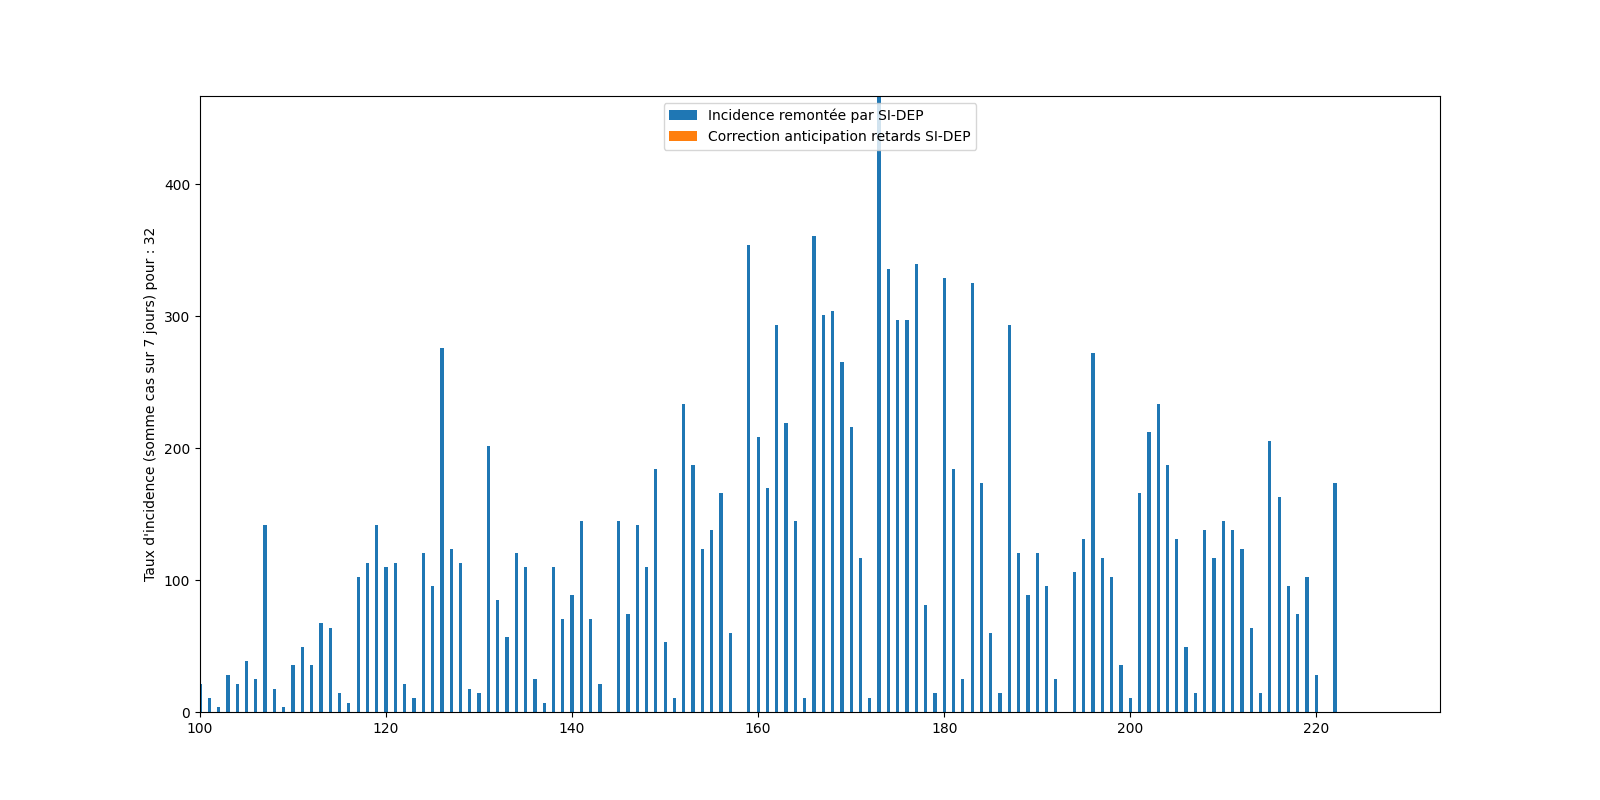 Incidence remontée par SI-DEP
Correction anticipation retards SI-DEP
Taux d'incidence (somme cas sur 7 jours) pour : 32
400
300
200
100
0
100 120 140 160 180 200 220